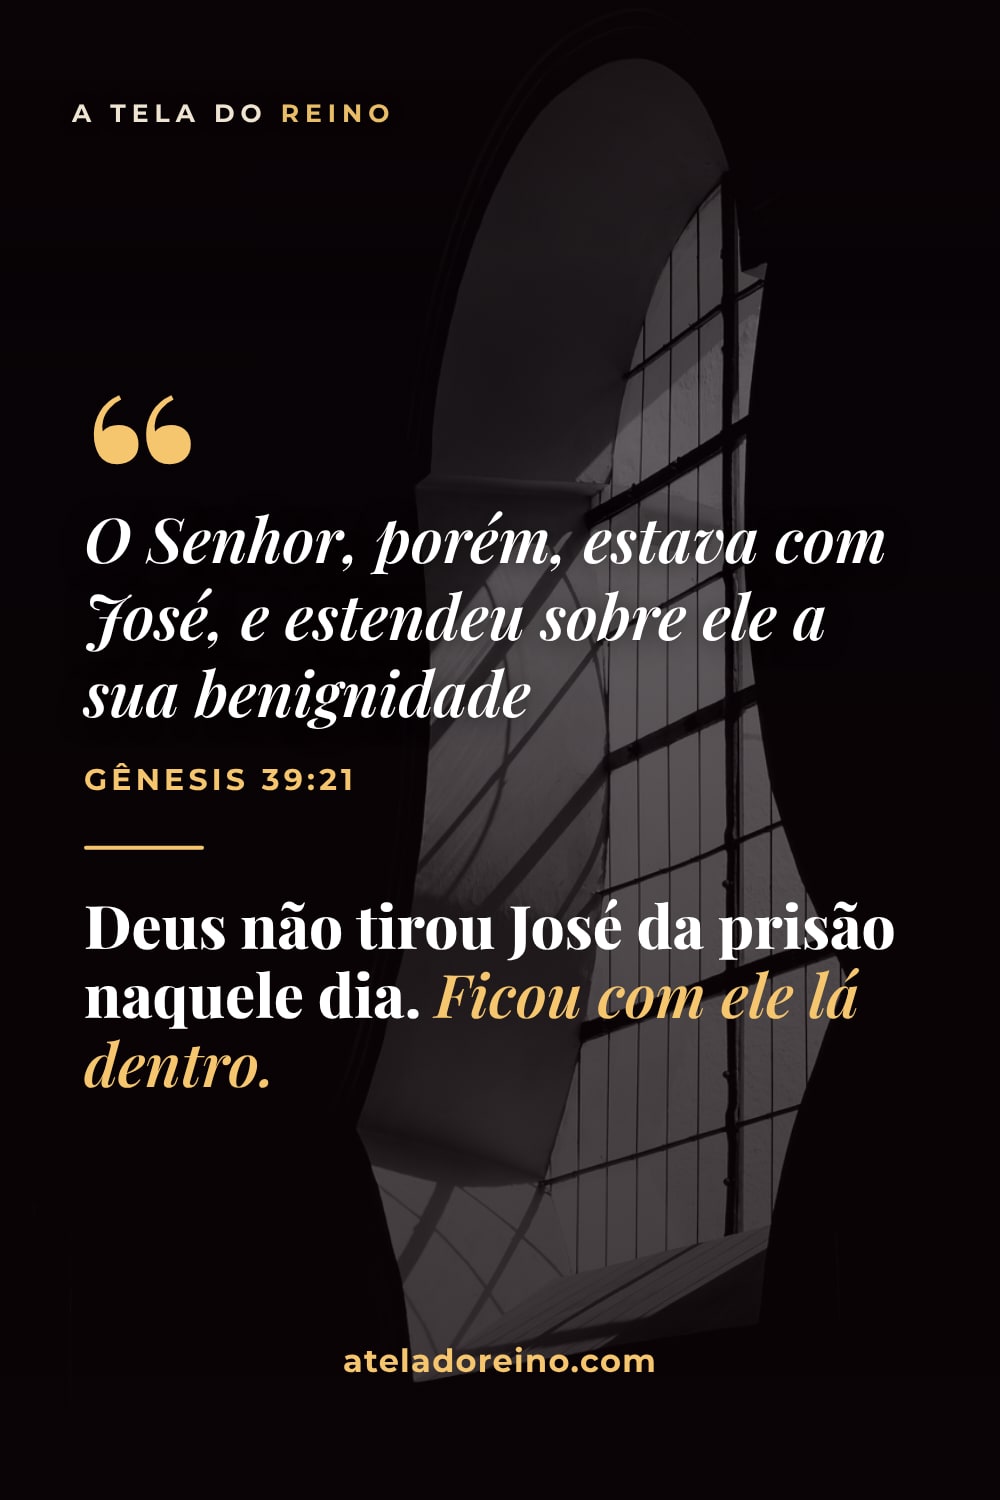 A TELA DO REINO
“
O Senhor, porém, estava com
José, e estendeu sobre ele a
sua benignidade
GÊNESIS 39:21
Deus não tirou José da prisão
naquele dia. Ficou com ele lá
dentro.
ateladoreino.com